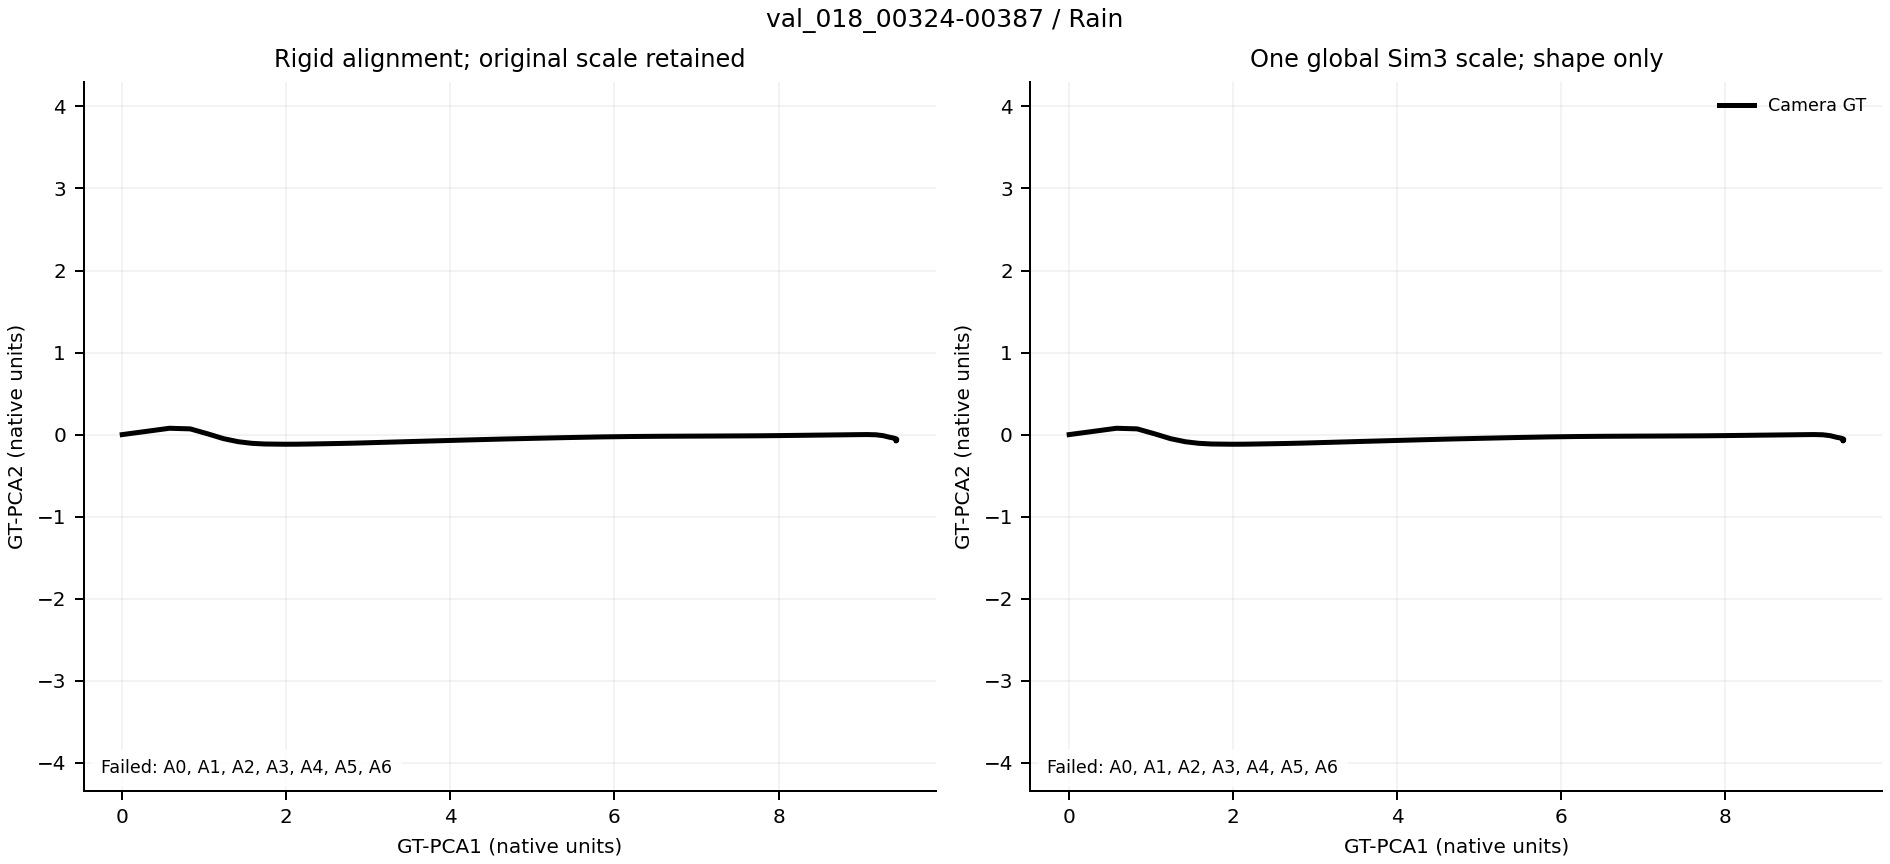 val_018_00324-00387 / Rain
Rigid alignment; original scale retained
4
3
2
1
0
−1
−2
−3
−4
GT-PCA2 (native units)
Failed: A0, A1, A2, A3, A4, A5, A6
0 2 4 6 8
GT-PCA1 (native units)
One global Sim3 scale; shape only
Camera GT
4
3
2
1
0
−1
−2
−3
−4
GT-PCA2 (native units)
Failed: A0, A1, A2, A3, A4, A5, A6
0 2 4 6 8
GT-PCA1 (native units)